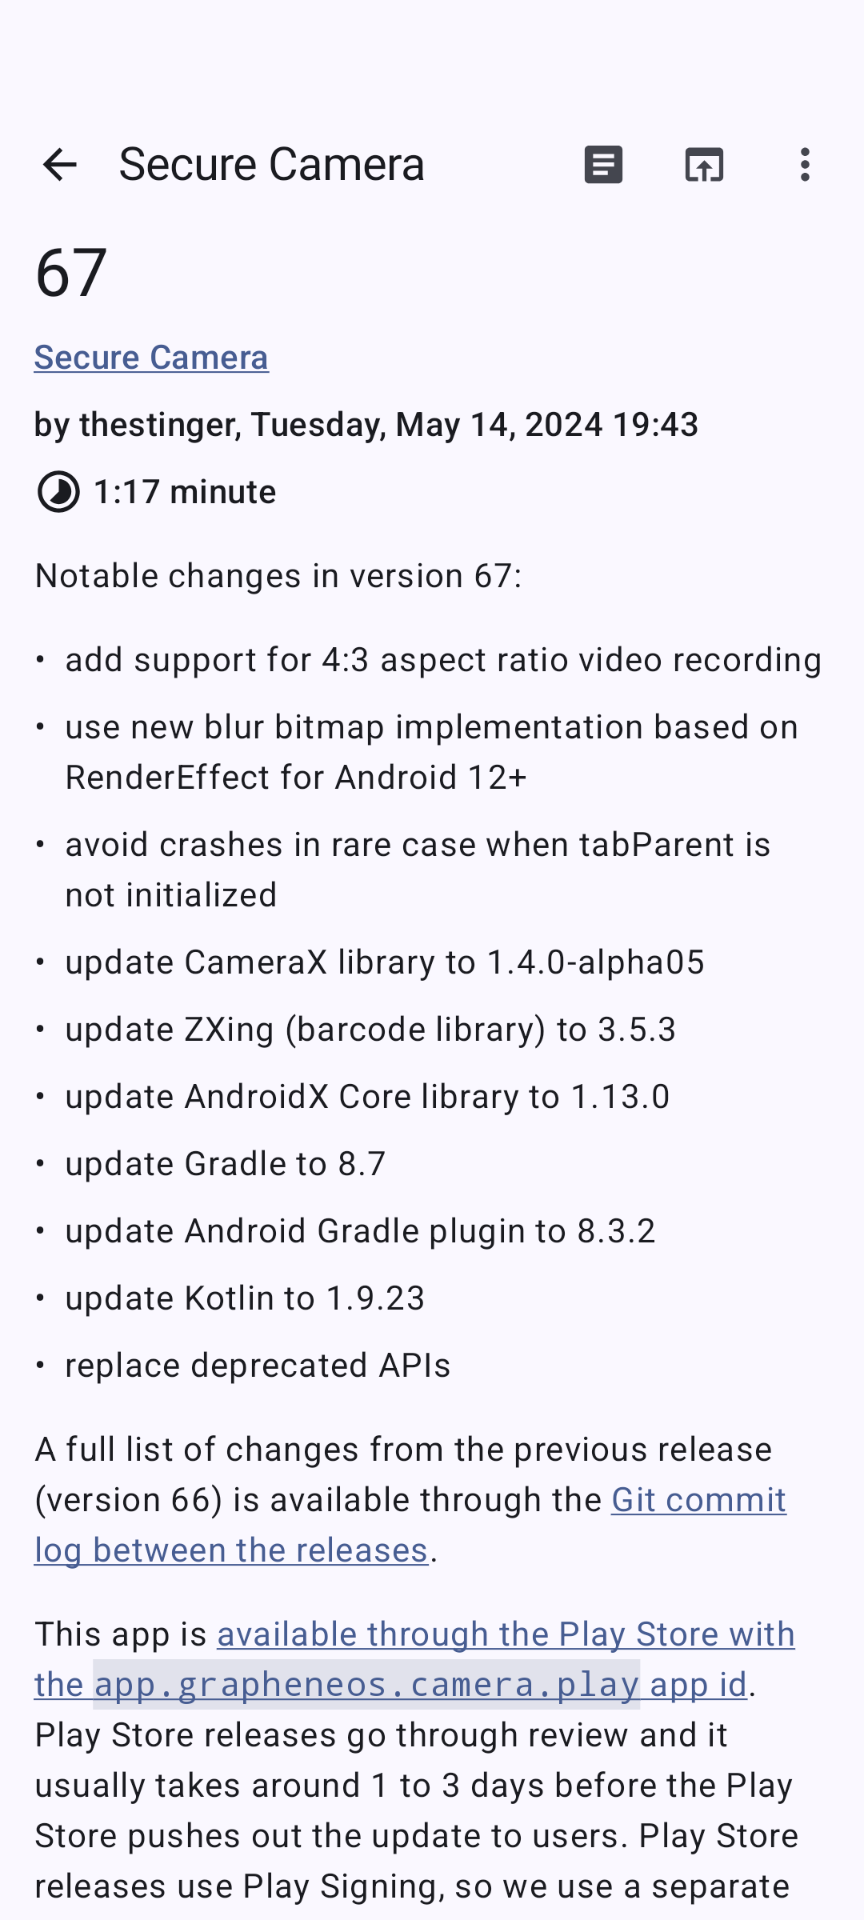 Secure Camera
67
Secure Camera
by thestinger, Tuesday, May 14, 2024 19:43
1:17 minute
Notable changes in version 67:
• add support for 4:3 aspect ratio video recording
• use new blur bitmap implementation based on
RenderEffect for Android 12+
• avoid crashes in rare case when tabParent is
not initialized
• update CameraX library to 1.4.0-alpha05
• update ZXing (barcode library) to 3.5.3
• update AndroidX Core library to 1.13.0
• update Gradle to 8.7
• update Android Gradle plugin to 8.3.2
• update Kotlin to 1.9.23
• replace deprecated APIs
A full list of changes from the previous release
(version 66) is available through the Git commit
log between the releases.
This app is available through the Play Store with
the app.grapheneos.camera.play app id.
Play Store releases go through review and it
usually takes around 1 to 3 days before the Play
Store pushes out the update to users. Play Store
releases use Play Signing, so we use a separate